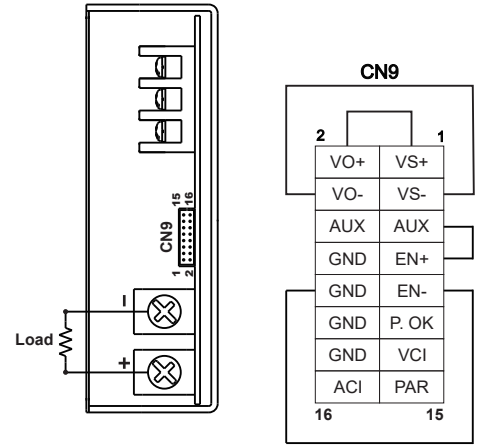 15
16
CN9
1
2
−
Load
+
CN9
2 1
VO+ VS+
VO- VS-
AUX AUX
GND EN+
GND EN-
GND P. OK
GND VCI
ACI PAR
16 15